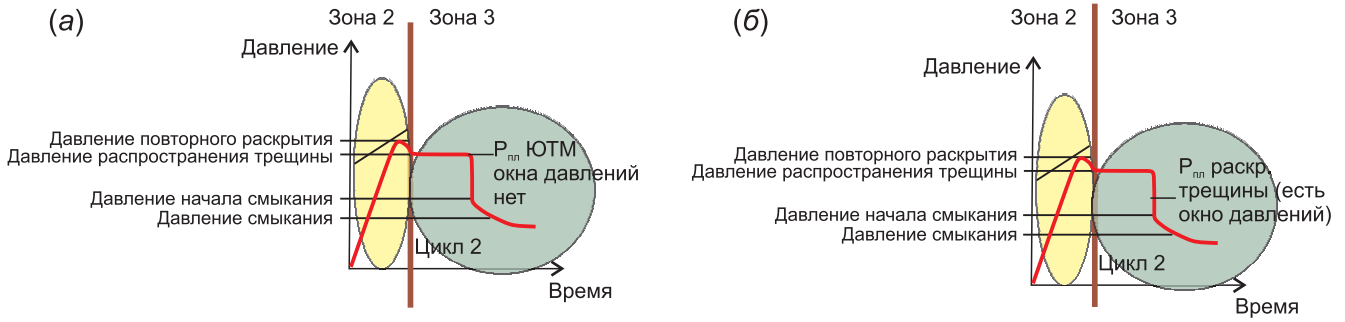 (а)
Зона 2 Зона 3
Давление
Давление повторного раскрытия
Давление распространения трещины
Давление начала смыкания
Давление смыкания
Рпл ЮТМ
окна давлений
нет
Цикл 2
Время
(б)
Зона 2 Зона 3
Давление
Давление повторного раскрытия
Давление распространения трещины
Давление начала смыкания
Давление смыкания
Рпл раскр.
трещины (есть
окно давлений)
Цикл 2
Время